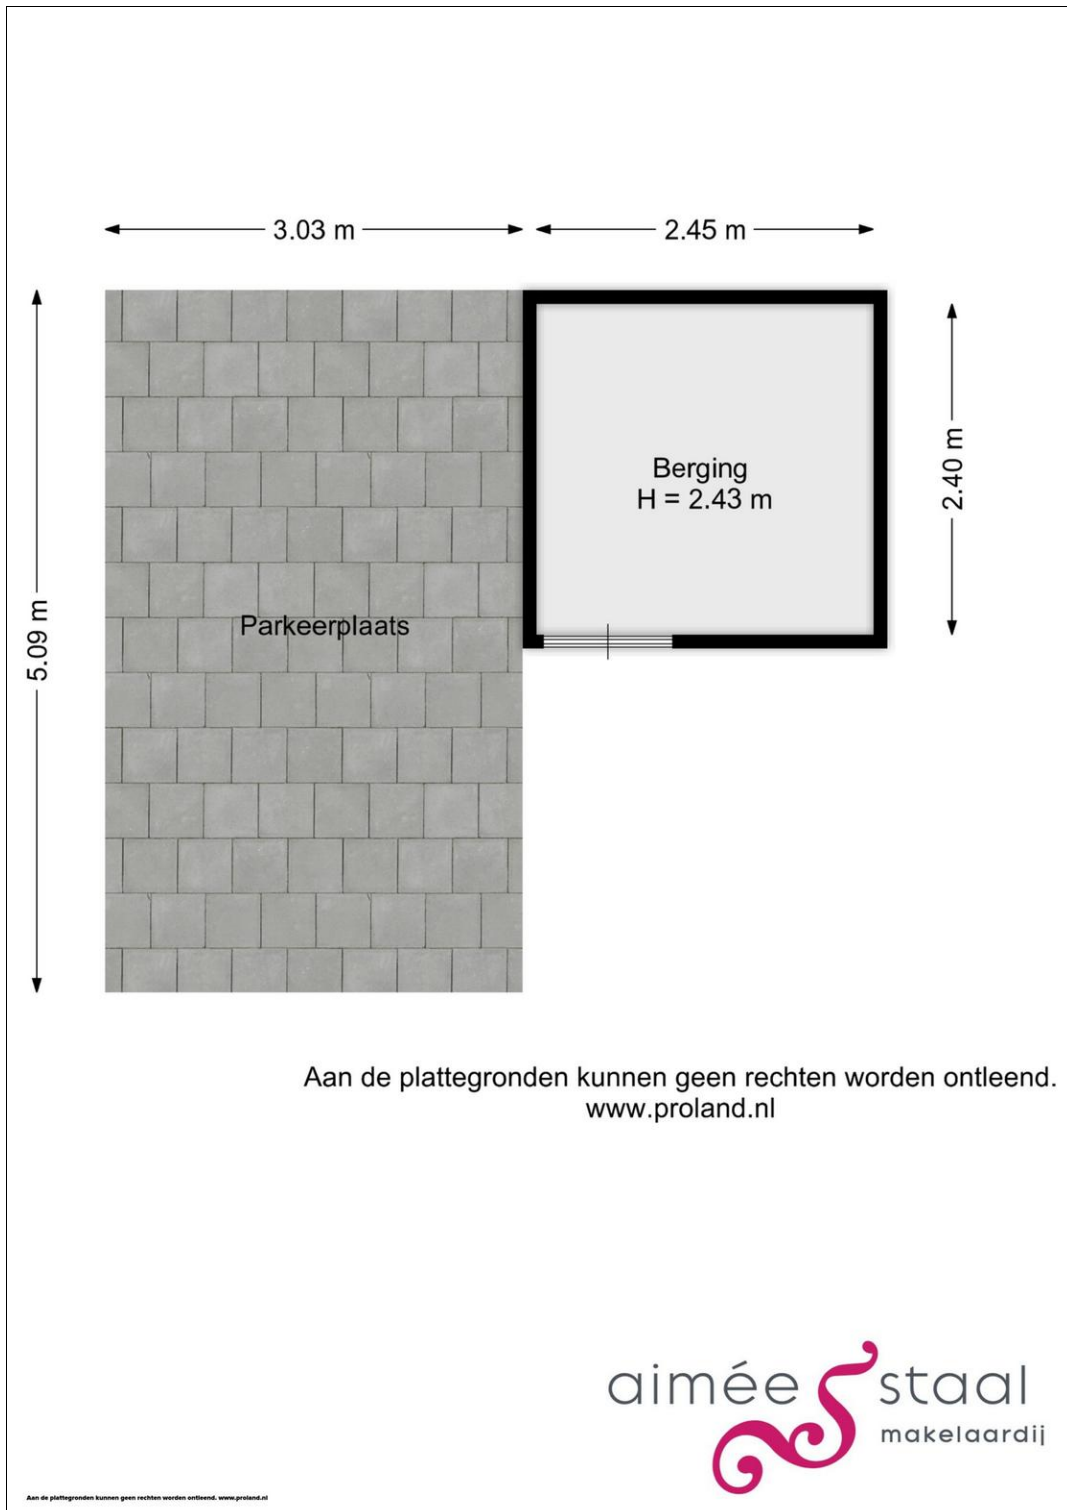 3.03 m
2.45 m
Berging
H = 2.43 m
2.40 m
5.09 m
Parkeerplaats
Aan de plattegronden kunnen geen rechten worden ontleend.
www.proland.nl
aimée staal
makelaardij
Aan de plattegronden kunnen geen rechten worden ontleend. www.proland.nl